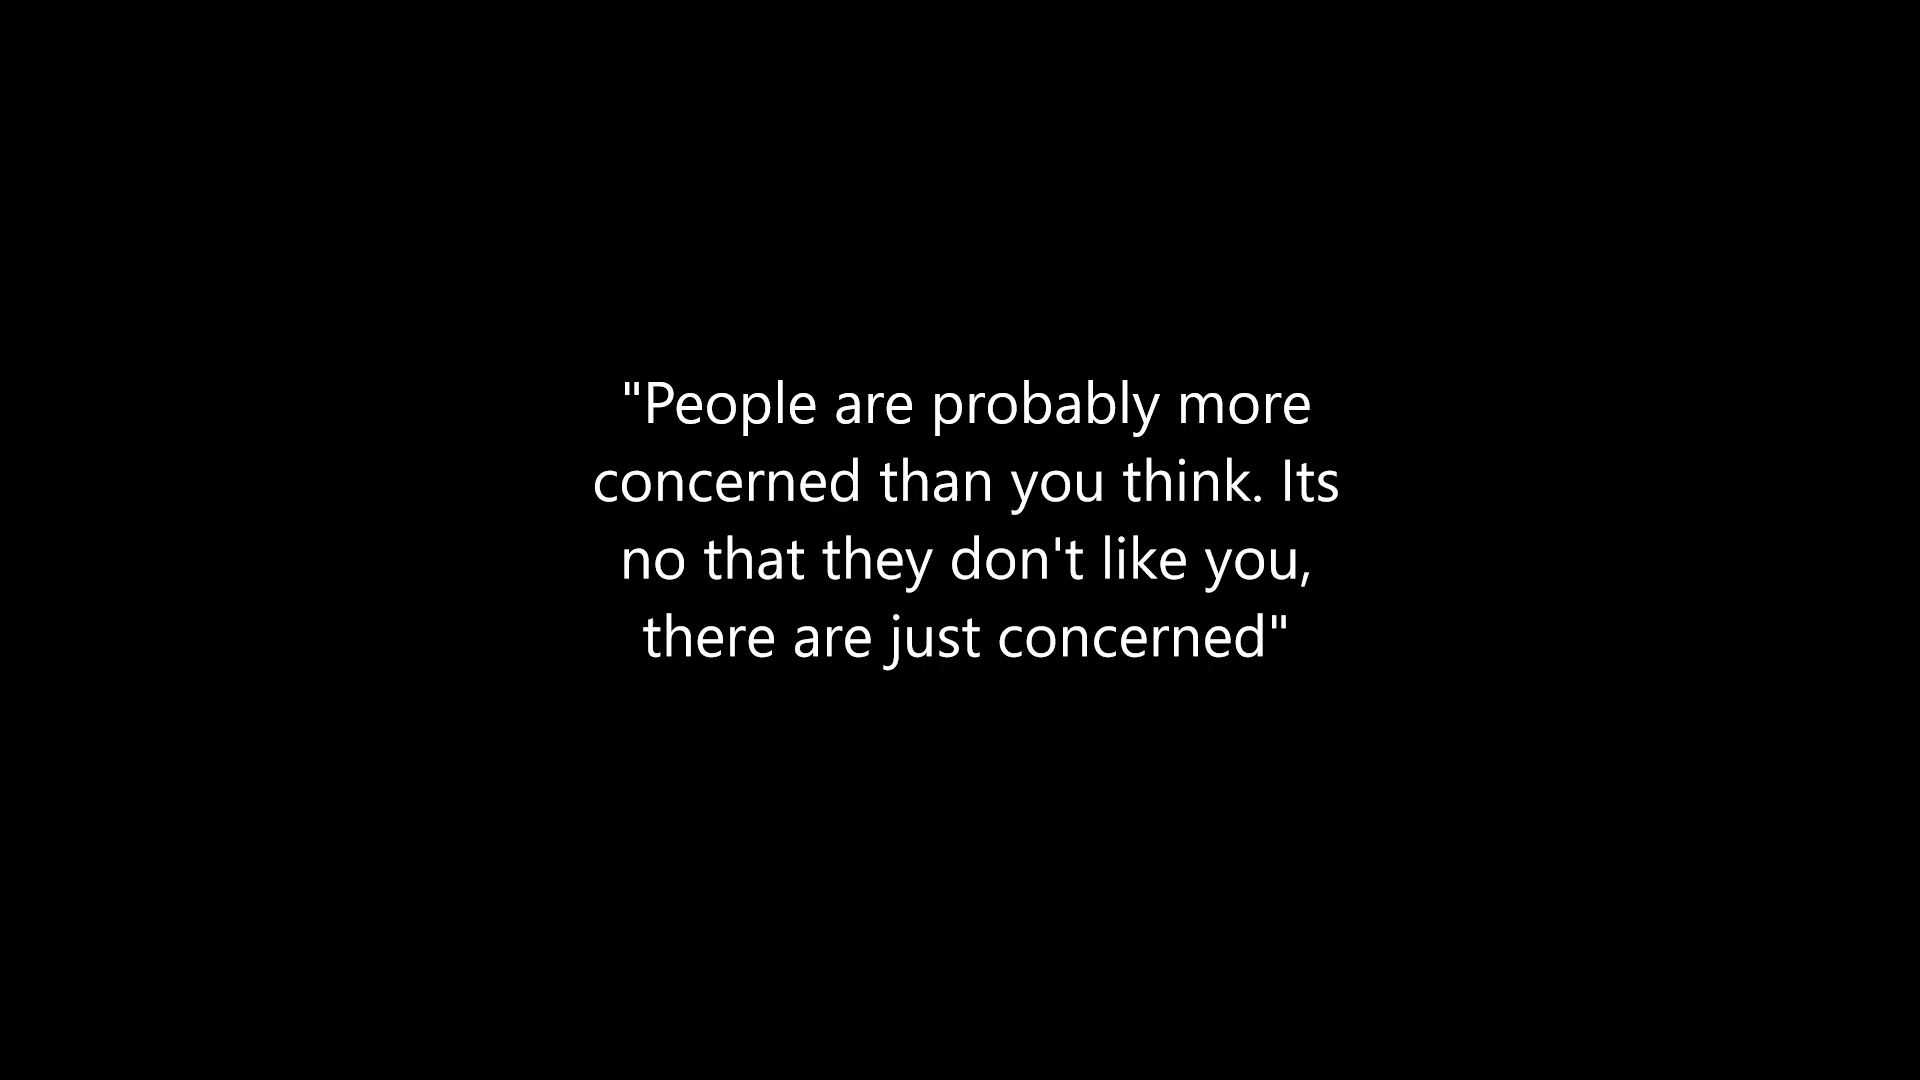 "People are probably more
concerned than you think. Its
no that they don't like you,
there are just concerned"